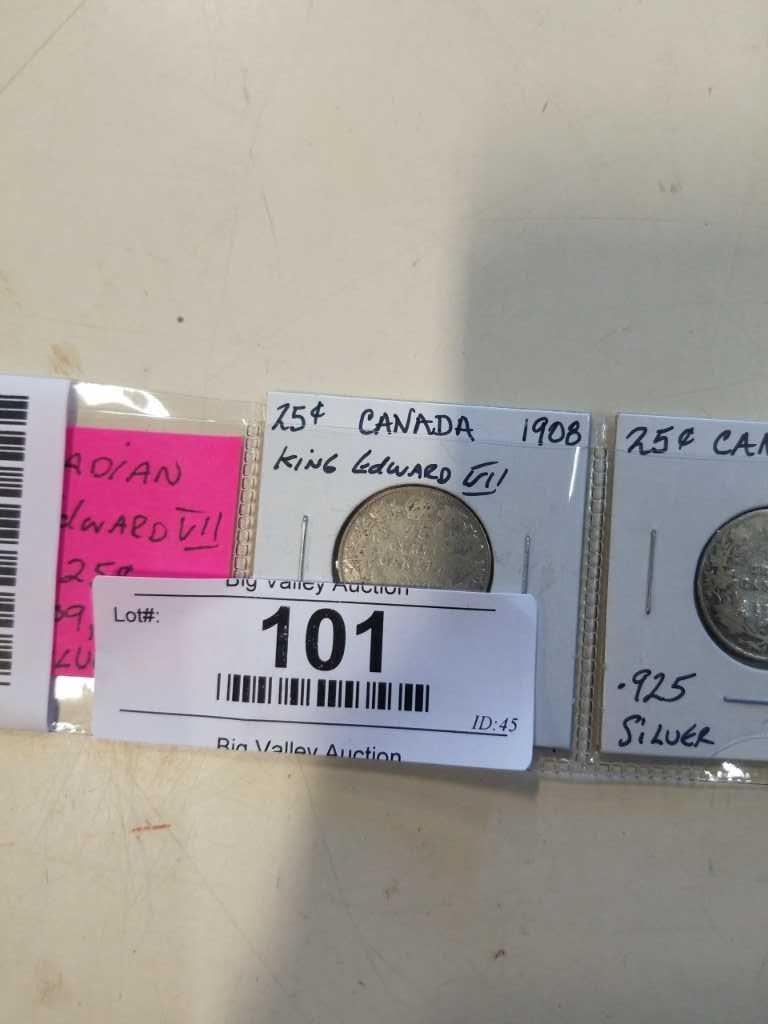 ADIAN
EDWARD VII
25¢
09,
25¢ CANADA 1908
KING EDWARD VII
Big Valley Auction
Lot#:
101
ID:45
Big Valley Auction
25¢ CAN
.925
SILVER